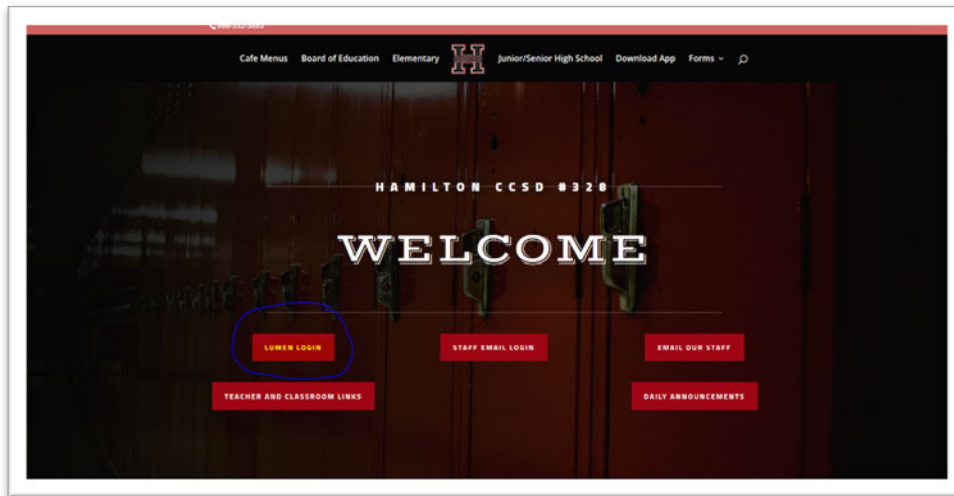 Cafe Menus Board of Education Elementary H Junior/Senior High School Download App Forms
HAMILTON CCSD #328
WELCOME
LUMEN LOGIN STAFF EMAIL LOGIN EMAIL OUR STAFF
TEACHER AND CLASSROOM LINKS DAILY ANNOUNCEMENTS